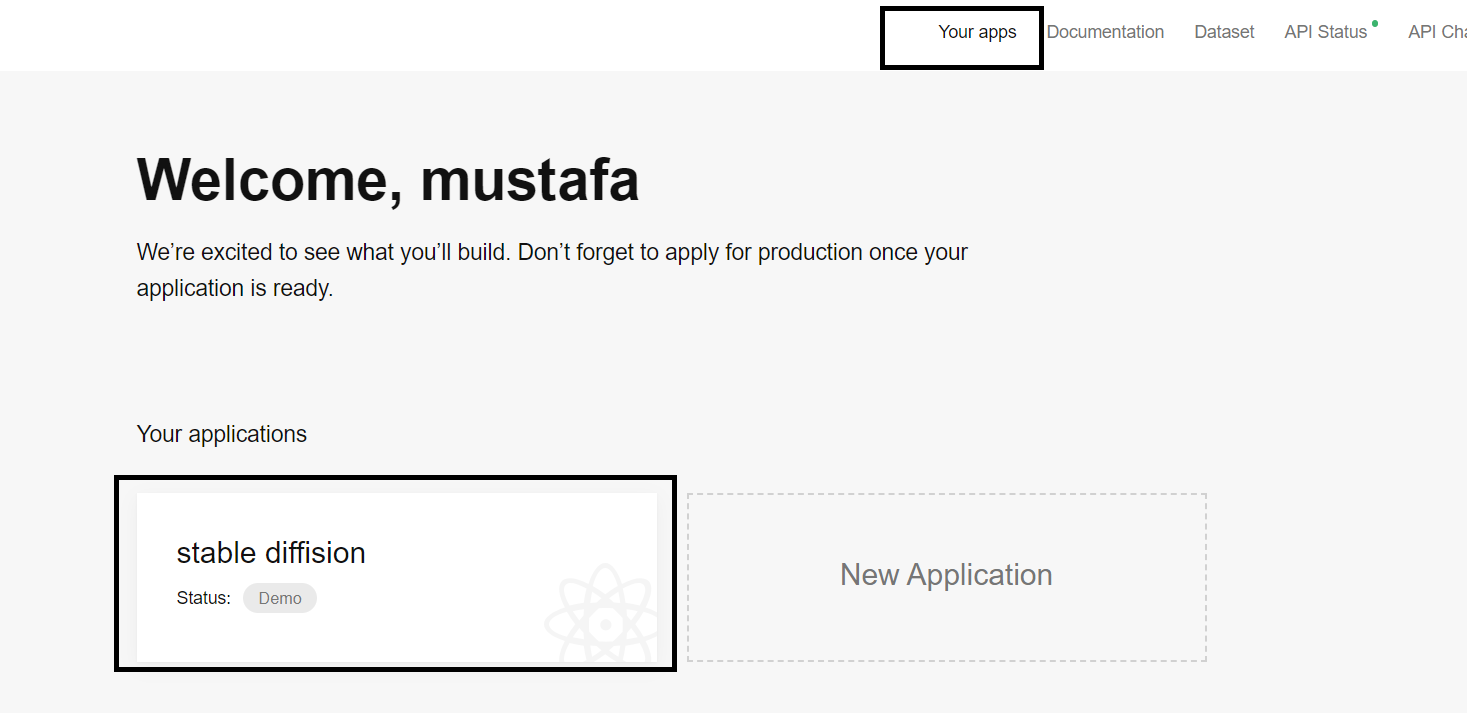 Your apps Documentation Dataset API Status API Cha
Welcome, mustafa
We’re excited to see what you’ll build. Don’t forget to apply for production once your
application is ready.
Your applications
stable diffision
Status: Demo
New Application